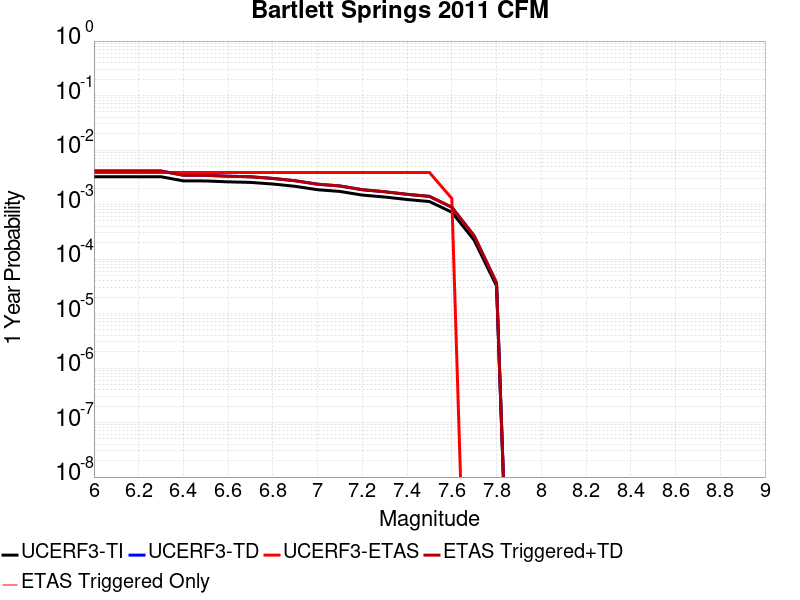 Bartlett Springs 2011 CFM
10^0
10^-1
10^-2
10^-3
10^-4
10^-5
10^-6
10^-7
10^-8
1 Year Probability
6 6.2 6.4 6.6 6.8 7 7.2 7.4 7.6 7.8 8 8.2 8.4 8.6 8.8 9
Magnitude
UCERF3-TI UCERF3-TD UCERF3-ETAS ETAS Triggered+TD
ETAS Triggered Only